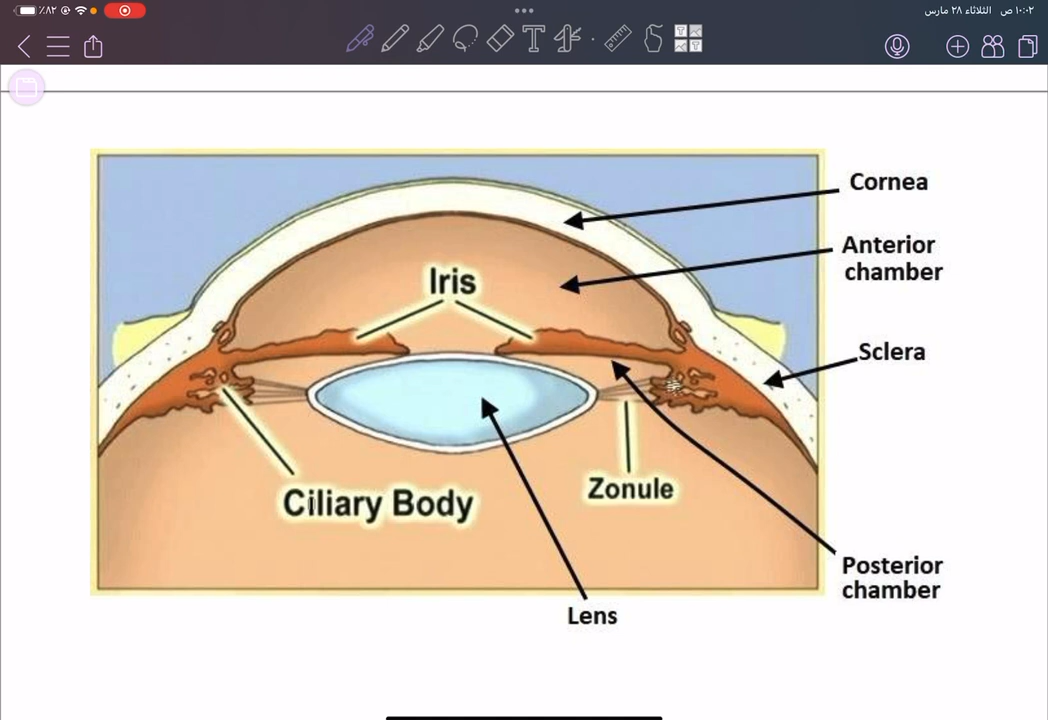 ٪٨٢
١٠:٠٢ ص الثلاثاء ٢٨ مارس
Cornea
Anterior
chamber
Iris
Sclera
Ciliary Body
Zonule
Posterior
chamber
Lens